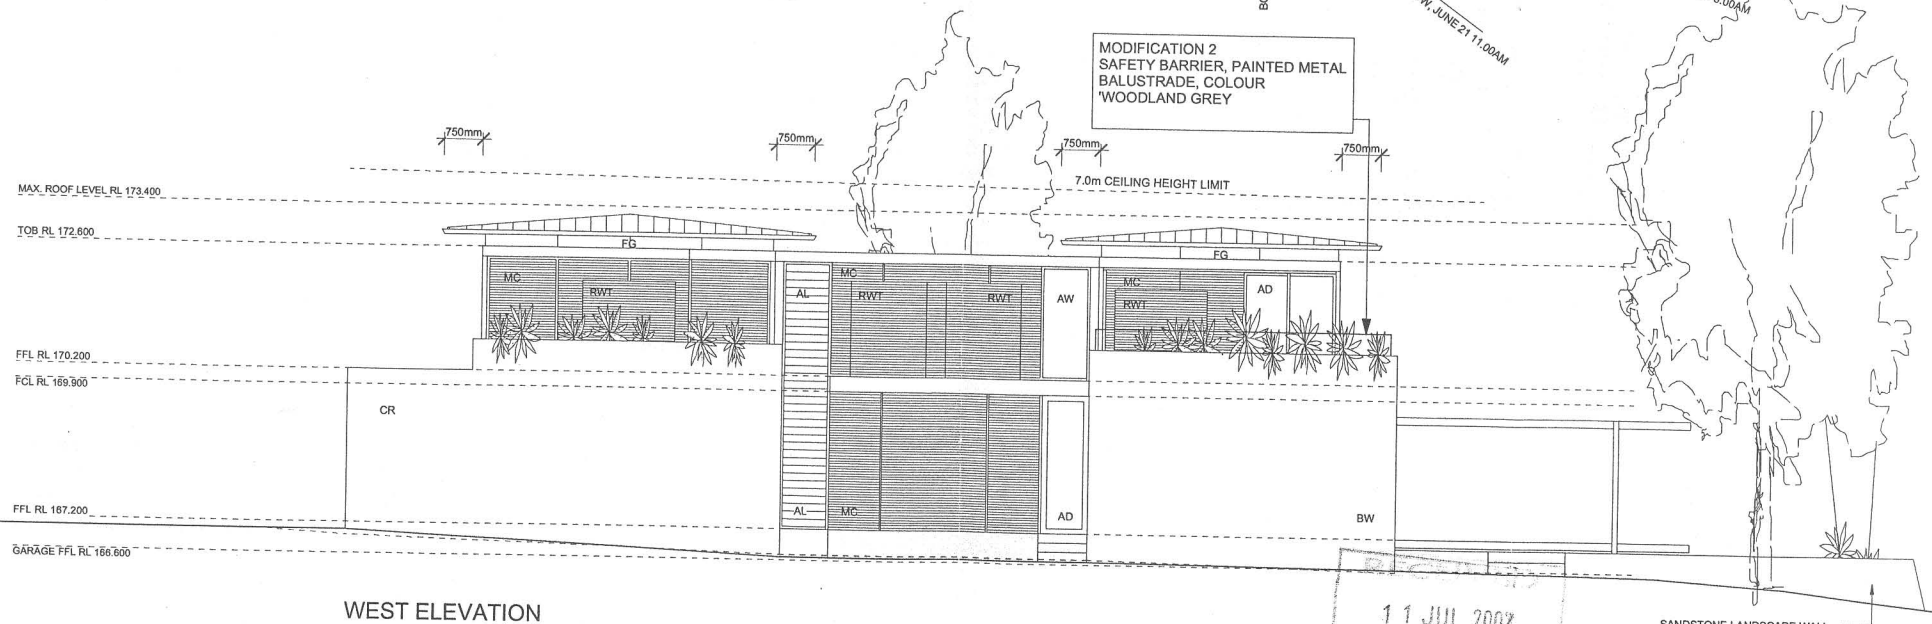 JUNE 21 11.00AM
MODIFICATION 2
SAFETY BARRIER, PAINTED METAL
BALUSTRADE, COLOUR
'WOODLAND GREY
750mm
750mm
750mm
750mm
7.0m CEILING HEIGHT LIMIT
MAX. ROOF LEVEL RL 173.400
TOB RL 172.600
FG
FG
MC
RWT
AL
MC
RWT
RWT
AW
MC
RWT
AD
FFL RL 170.200
FCL RL 169.900
CR
FFL RL 167.200
AL
MC
AD
BW
GARAGE FFL RL 166.600
WEST ELEVATION
11 JUL 2002
SANDSTONE LANDSCAPE WALL